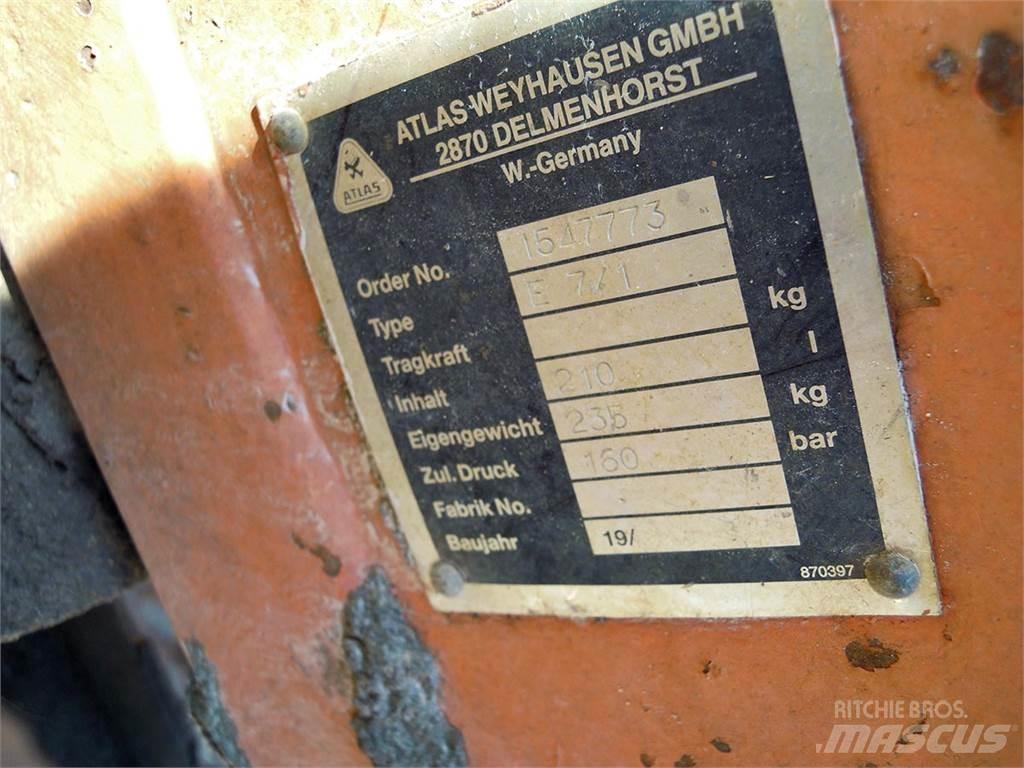 ATLAS-WEYHAUSEN GMBH
2870 DELMENHORST
W.-Germany
ATLAS
Order No. 1547773
Type E 7/1
Tragkraft kg
Inhalt 210 l
Eigengewicht 235 kg
Zul. Druck 160 bar
Fabrik No.
Baujahr 19/
870397
RITCHIE BROS.
MASCUS